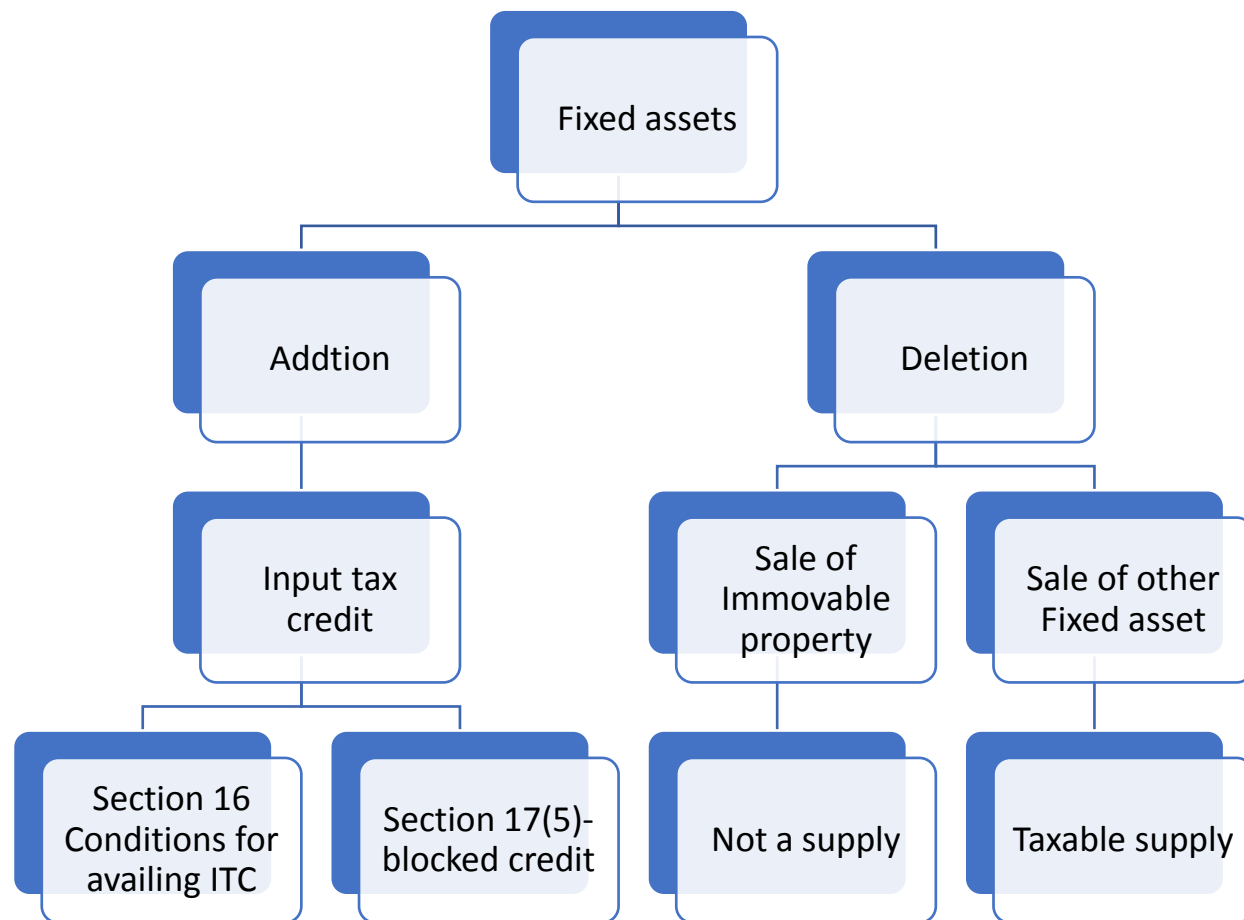 Fixed assets
Addtion
Deletion
Input tax
credit
Sale of
Immovable
property
Sale of other
Fixed asset
Section 16
Conditions for
availing ITC
Section 17(5)-
blocked credit
Not a supply
Taxable supply